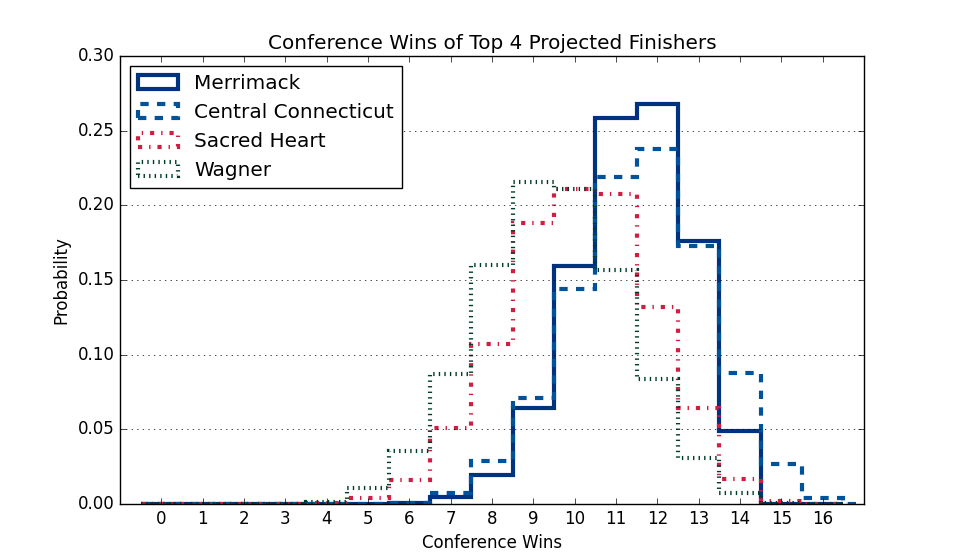 Conference Wins of Top 4 Projected Finishers
0.30
0.25
0.20
0.15
0.10
0.05
0.00
Probability
Merrimack
Central Connecticut
Sacred Heart
Wagner
0 1 2 3 4 5 6 7 8 9 10 11 12 13 14 15 16
Conference Wins